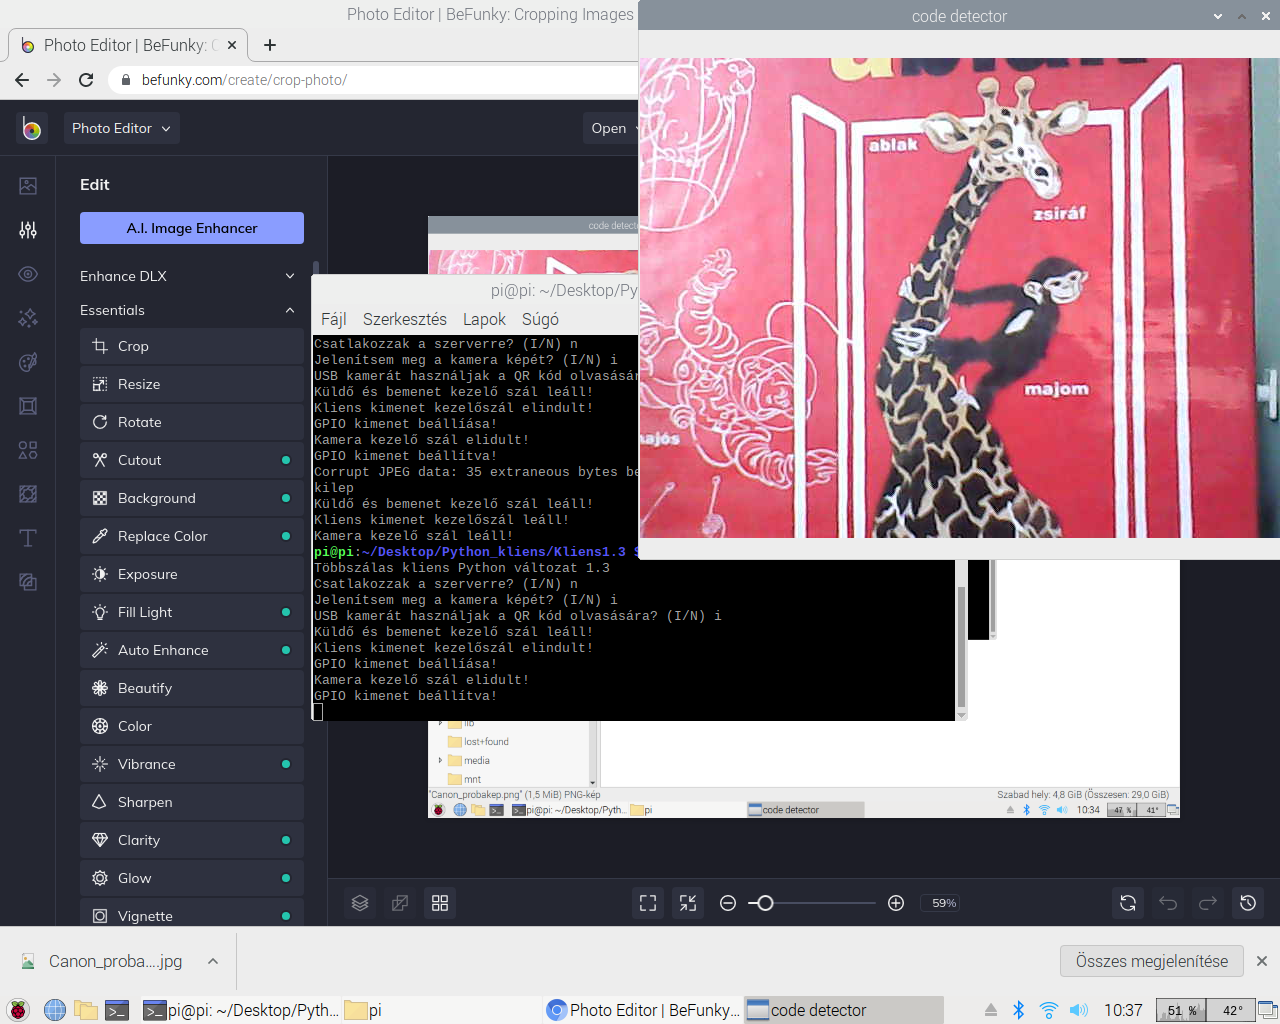 Photo Editor | BeFunky: Cropping Images
Photo Editor | BeFunky: C
befunky.com/create/crop-photo/
Photo Editor
Open
Edit
A.I. Image Enhancer
Enhance DLX
Essentials
Crop
Resize
Rotate
Cutout
Background
Replace Color
Exposure
Fill Light
Auto Enhance
Beautify
Color
Vibrance
Sharpen
Clarity
Glow
Vignette
code detector
ablak
zsiráf
majom
code dete
pi@pi: ~/Desktop/Py
Fájl Szerkesztés Lapok Súgó
Csatlakozzak a szerverre? (I/N) n
Jelenítsem meg a kamera képét? (I/N) i
USB kamerát használjak a QR kód olvasásár
Küldő és bemenet kezelő szál leáll!
Kliens kimenet kezelőszál elindult!
GPIO kimenet beállíása!
Kamera kezelő szál elidult!
GPIO kimenet beállítva!
Corrupt JPEG data: 35 extraneous bytes be
kilep
Küldő és bemenet kezelő szál leáll!
Kliens kimenet kezelőszál leáll!
Kamera kezelő szál leáll!
pi@pi:~/Desktop/Python_kliens/Kliens1.3 $
Többszálas kliens Python változat 1.3
Csatlakozzak a szerverre? (I/N) n
Jelenítsem meg a kamera képét? (I/N) i
USB kamerát használjak a QR kód olvasására? (I/N) i
Küldő és bemenet kezelő szál leáll!
Kliens kimenet kezelőszál elindult!
GPIO kimenet beállíása!
Kamera kezelő szál elidult!
GPIO kimenet beállítva!
lib
lost+found
media
mnt
"Canon_probakep.png" (1,5 MiB) PNG-kép
Szabad hely: 4,8 GiB (Összesen: 29,0 GiB)
pi@pi: ~/Desktop/Pyth... pi code detector 10:34 47 % 41°
59%
Canon_proba....jpg
Összes megjelenítése
pi@pi: ~/Desktop/Pyth... pi Photo Editor | BeFunky... code detector 10:37 51 % 42°